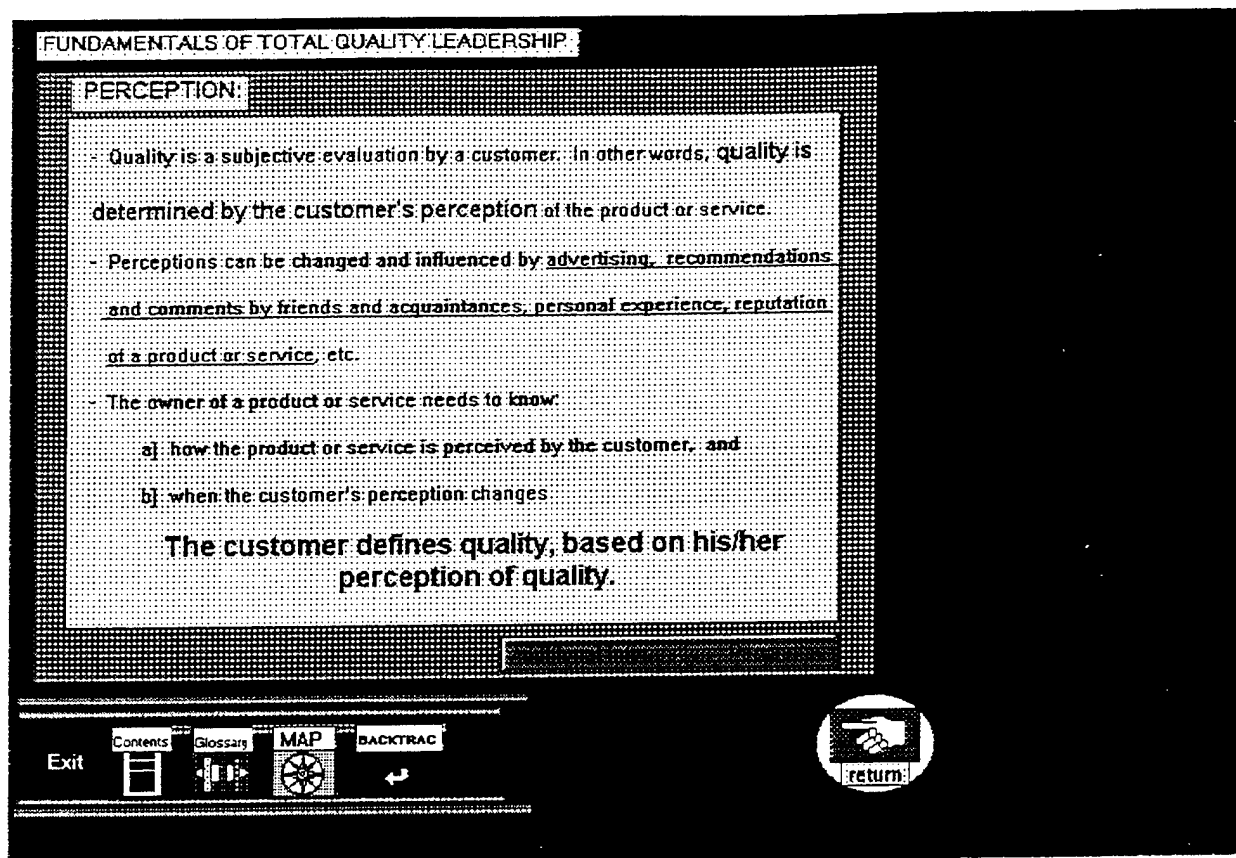 FUNDAMENTALS OF TOTAL QUALITY LEADERSHIP
PERCEPTION:
- Quality is a subjective evaluation by a customer. In other words, quality is
determined by the customer's perception of the product or service.
- Perceptions can be changed and influenced by advertising, recommendations
and comments by friends and acquaintances, personal experience, reputation
of a product or service, etc.
- The owner of a product or service needs to know:
a) how the product or service is perceived by the customer, and
b) when the customer's perception changes
The customer defines quality, based on his/her
perception of quality.
Exit
Contents
Glossary
MAP
BACKTRAC
return